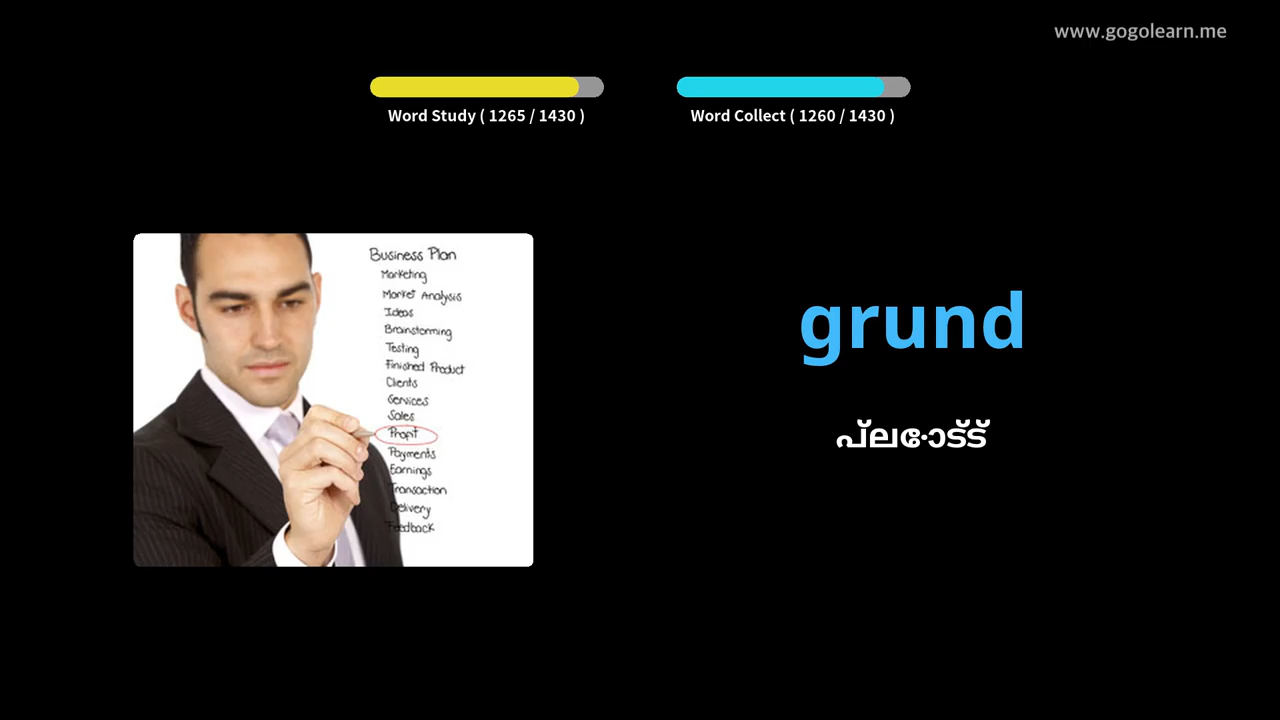 www.gogolearn.me
Word Study ( 1265 / 1430 )
Word Collect ( 1260 / 1430 )
Business Plan
Marketing
Market Analysis
Ideas
Brainstorming
Testing
Finished Product
Clients
Services
Sales
Profit
Payments
Earnings
Transaction
Delivery
Feedback
grund
പ്ലോട്ട്